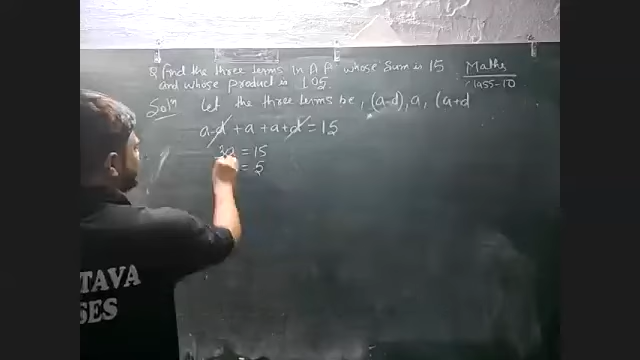 Q Find the three terms in A.P. whose sum is 15
and whose product is 105
Maths
Class-10
Solⁿ Let the three terms be, (a-d), a, (a+d
a-d + a + a+d = 15
3a = 15
= 5
TAVA
SES